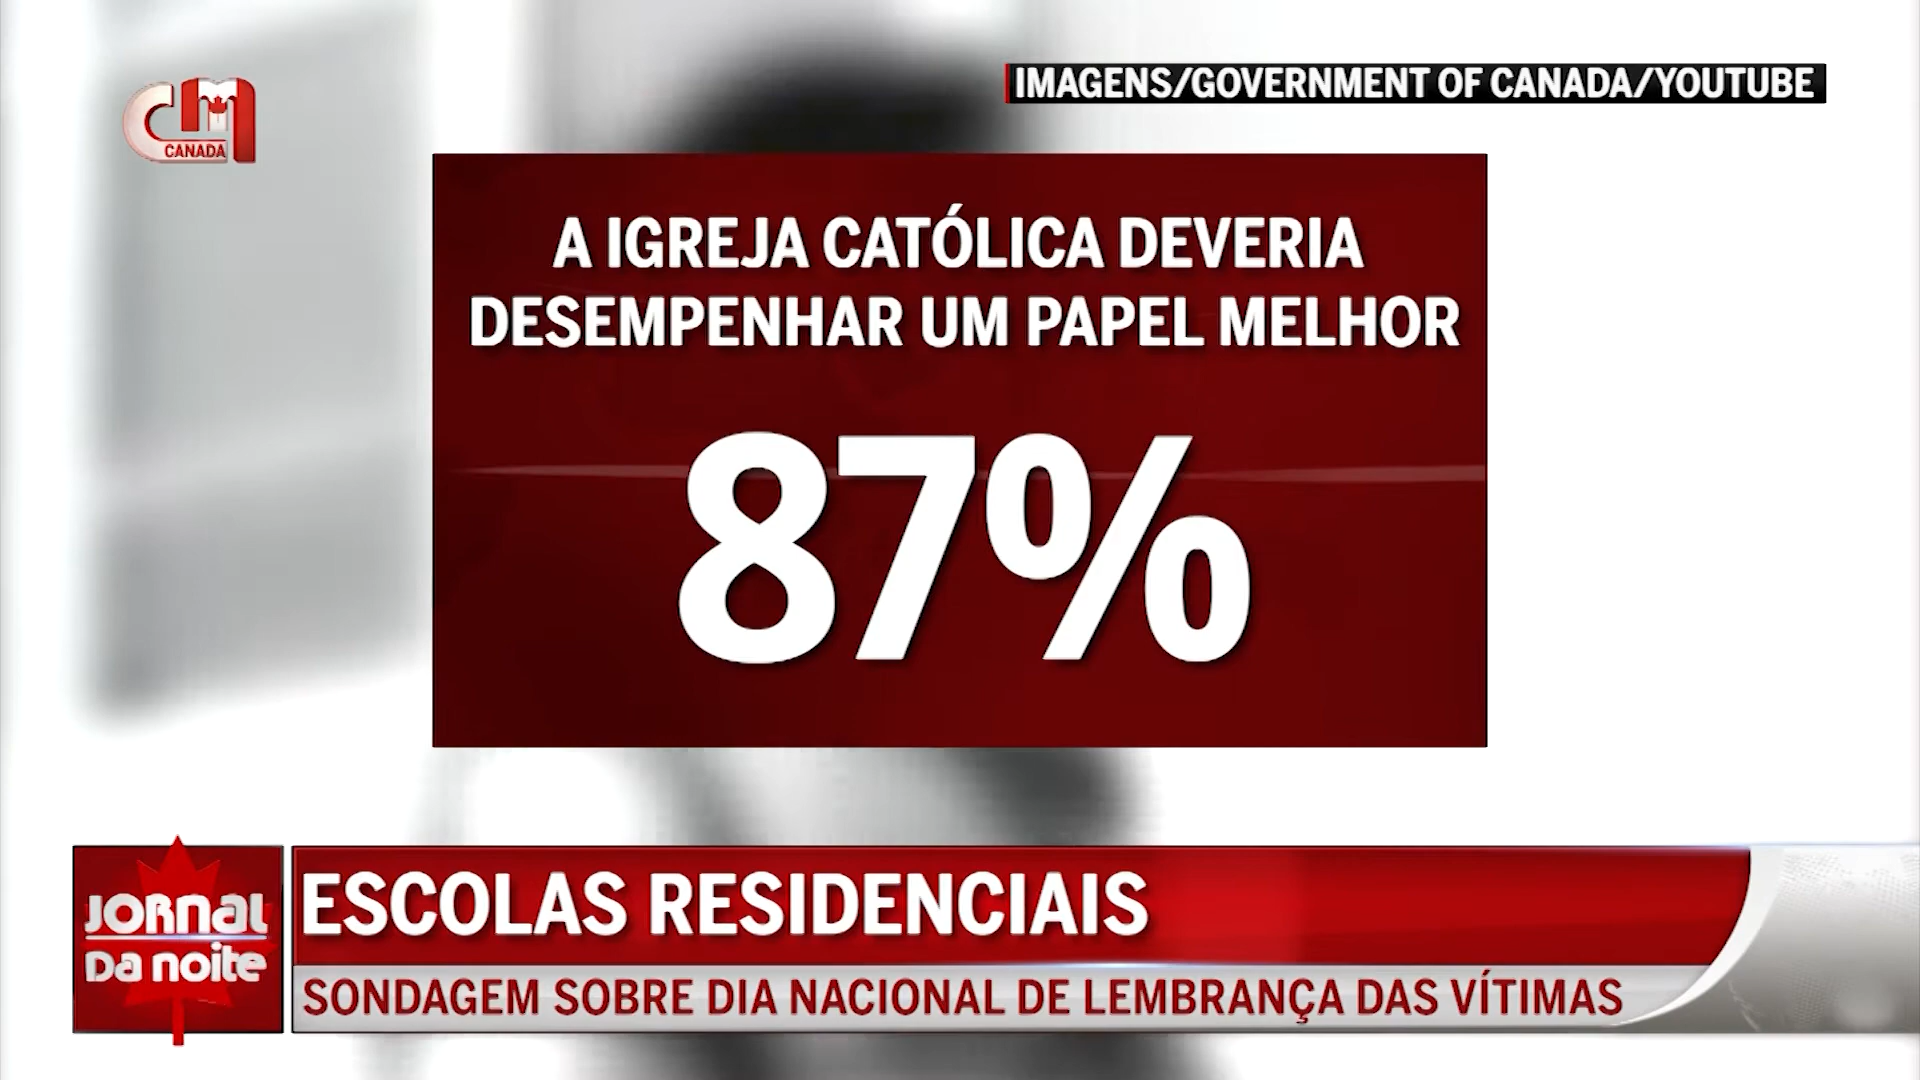 CM
CANADA
IMAGENS/GOVERNMENT OF CANADA/YOUTUBE
A IGREJA CATÓLICA DEVERIA
DESEMPENHAR UM PAPEL MELHOR
87%
JORNAL
DA NOITE
ESCOLAS RESIDENCIAIS
SONDAGEM SOBRE DIA NACIONAL DE LEMBRANÇA DAS VÍTIMAS